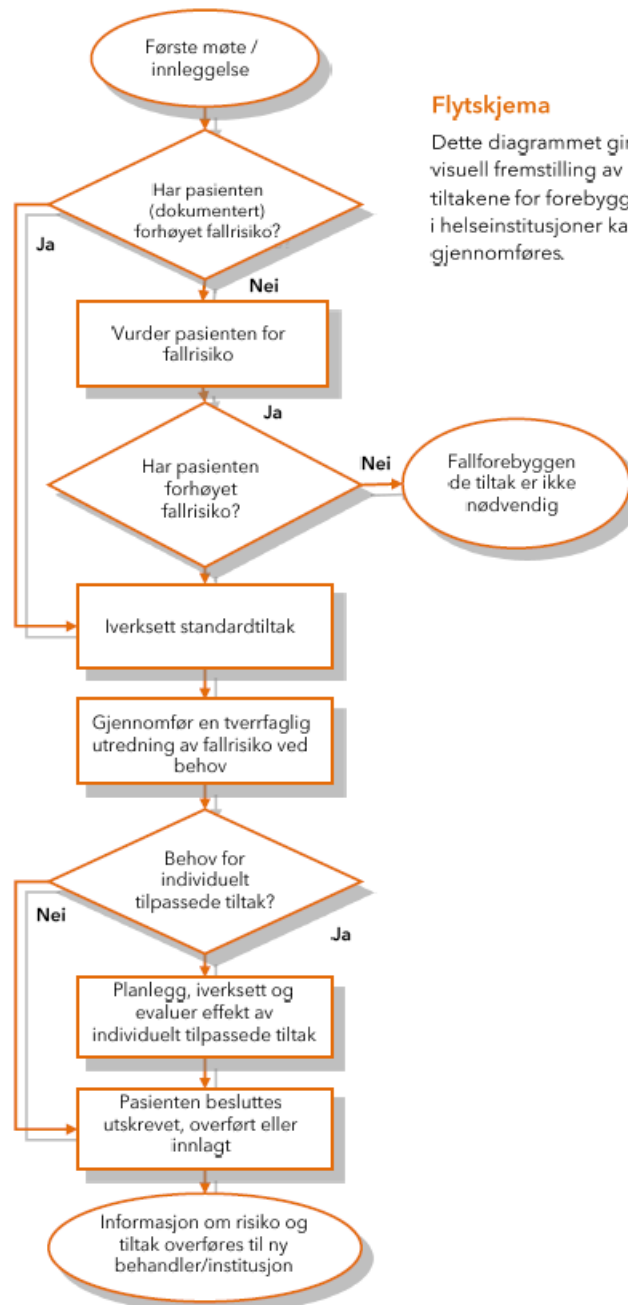 Første møte /
innleggelse
Flytskjema
Dette diagrammet gir
visuell fremstilling av
tiltakene for forebygg
i helseinstitusjoner ka
gjennomføres.
Har pasienten
(dokumentert)
forhøyet fallrisiko?
Ja
Nei
Vurder pasienten for
fallrisiko
Ja
Har pasienten
forhøyet
fallrisiko?
Nei
Fallforebyggen
de tiltak er ikke
nødvendig
Iverksett standardtiltak
Gjennomfør en tverrfaglig
utredning av fallrisiko ved
behov
Behov for
individuelt
tilpassede tiltak?
Nei
Ja
Planlegg, iverksett og
evaluer effekt av
individuelt tilpassede tiltak
Pasienten besluttes
utskrevet, overført eller
innlagt
Informasjon om risiko og
tiltak overføres til ny
behandler/institusjon